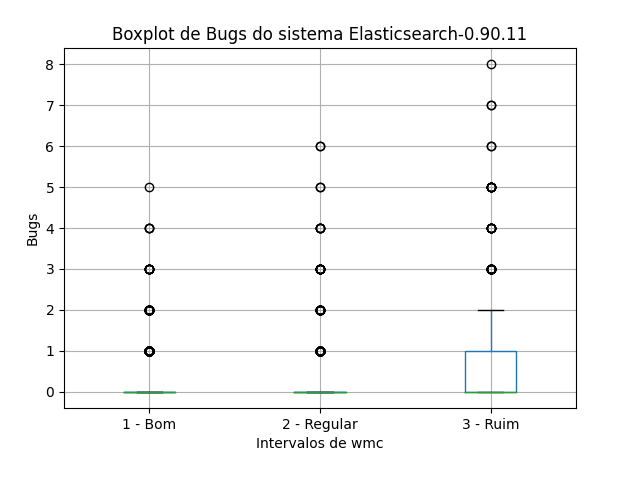 Boxplot de Bugs do sistema Elasticsearch-0.90.11
8
7
6
5
4
3
2
1
0
Bugs
1 - Bom
2 - Regular
3 - Ruim
Intervalos de wmc